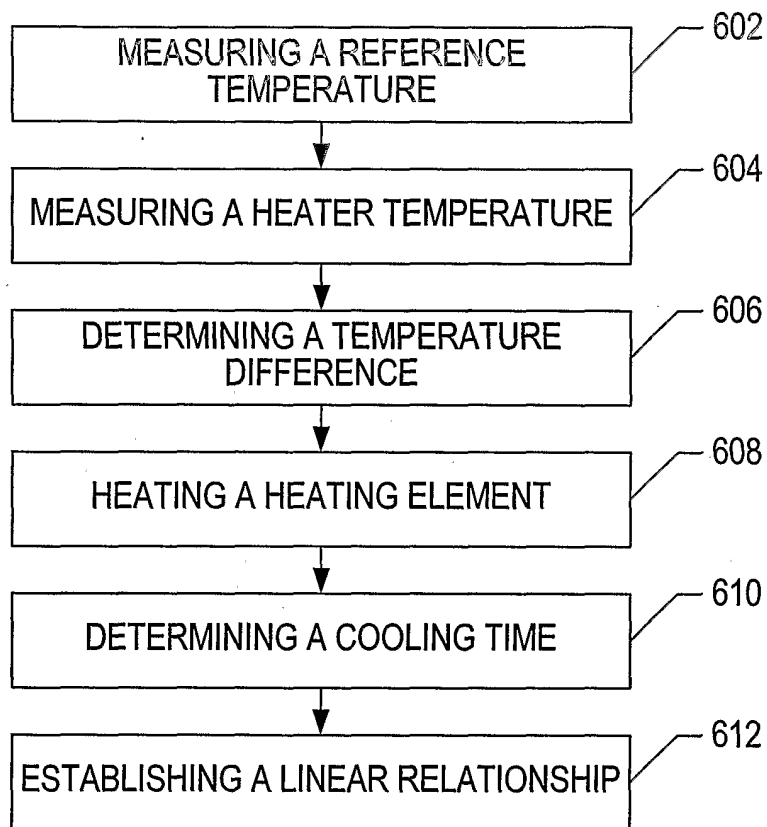 602
MEASURING A REFERENCE
TEMPERATURE
604
MEASURING A HEATER TEMPERATURE
606
DETERMINING A TEMPERATURE
DIFFERENCE
608
HEATING A HEATING ELEMENT
610
DETERMINING A COOLING TIME
612
ESTABLISHING A LINEAR RELATIONSHIP